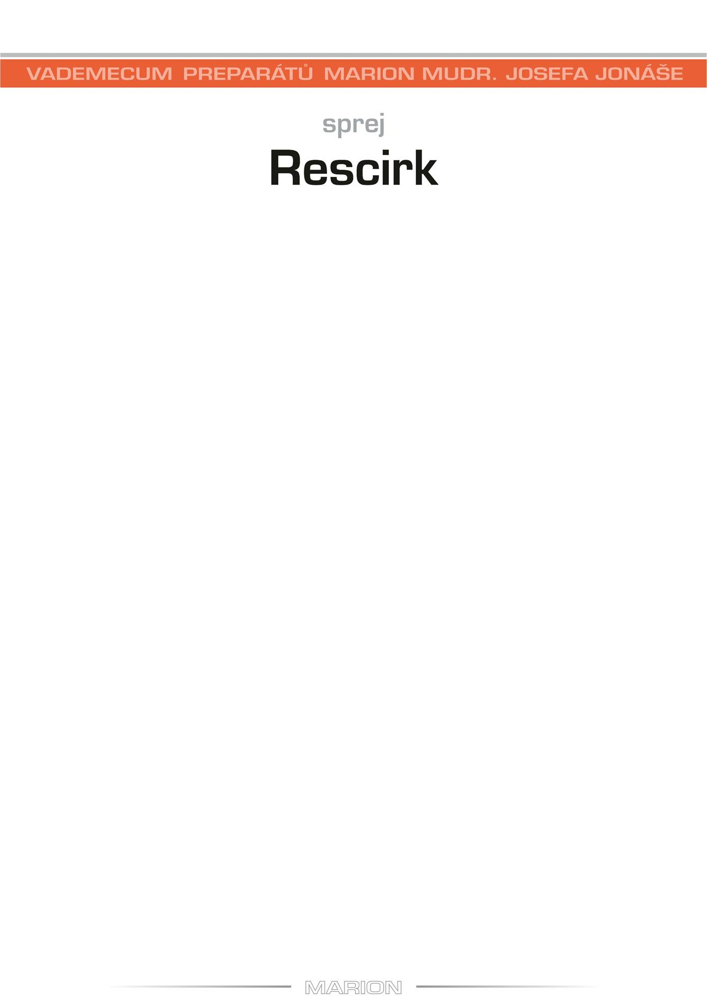 VADEMECUM PREPARÁTŮ MARION MUDR. JOSEFA JONÁŠE
sprej
Rescirk
MARION